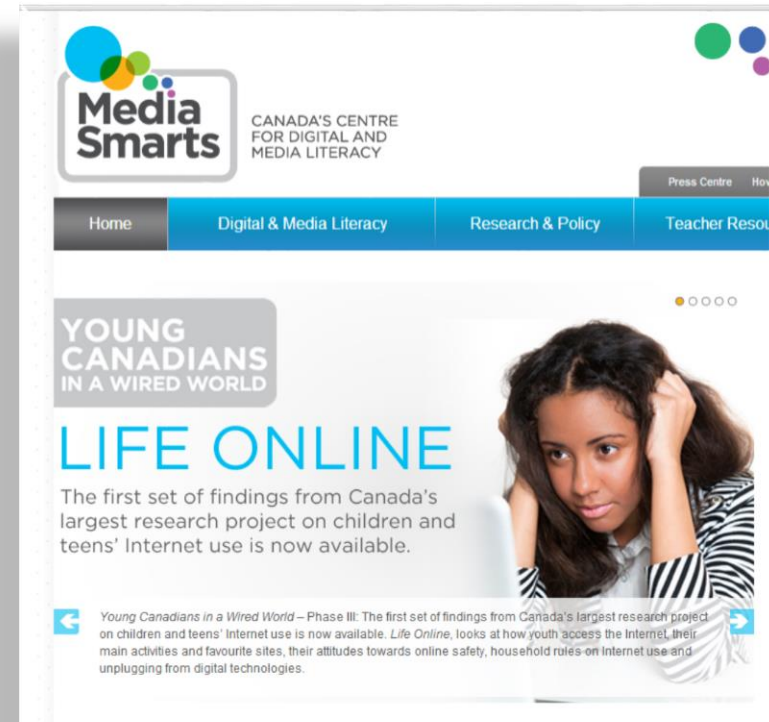 Media
Smarts
CANADA'S CENTRE
FOR DIGITAL AND
MEDIA LITERACY
Press Centre
Home
Digital & Media Literacy
Research & Policy
Teacher
YOUNG
CANADIANS
IN A WIRED WORLD
LIFE ONLINE
The first set of findings from Canada's
largest research project on children and
teens' Internet use is now available.
Young Canadians in a Wired World – Phase III: The first set of findings from Canada's largest research project
on children and teens' Internet use is now available. Life Online, looks at how youth access the Internet, their
main activities and favourite sites, their attitudes towards online safety, household rules on Internet use and
unplugging from digital technologies.